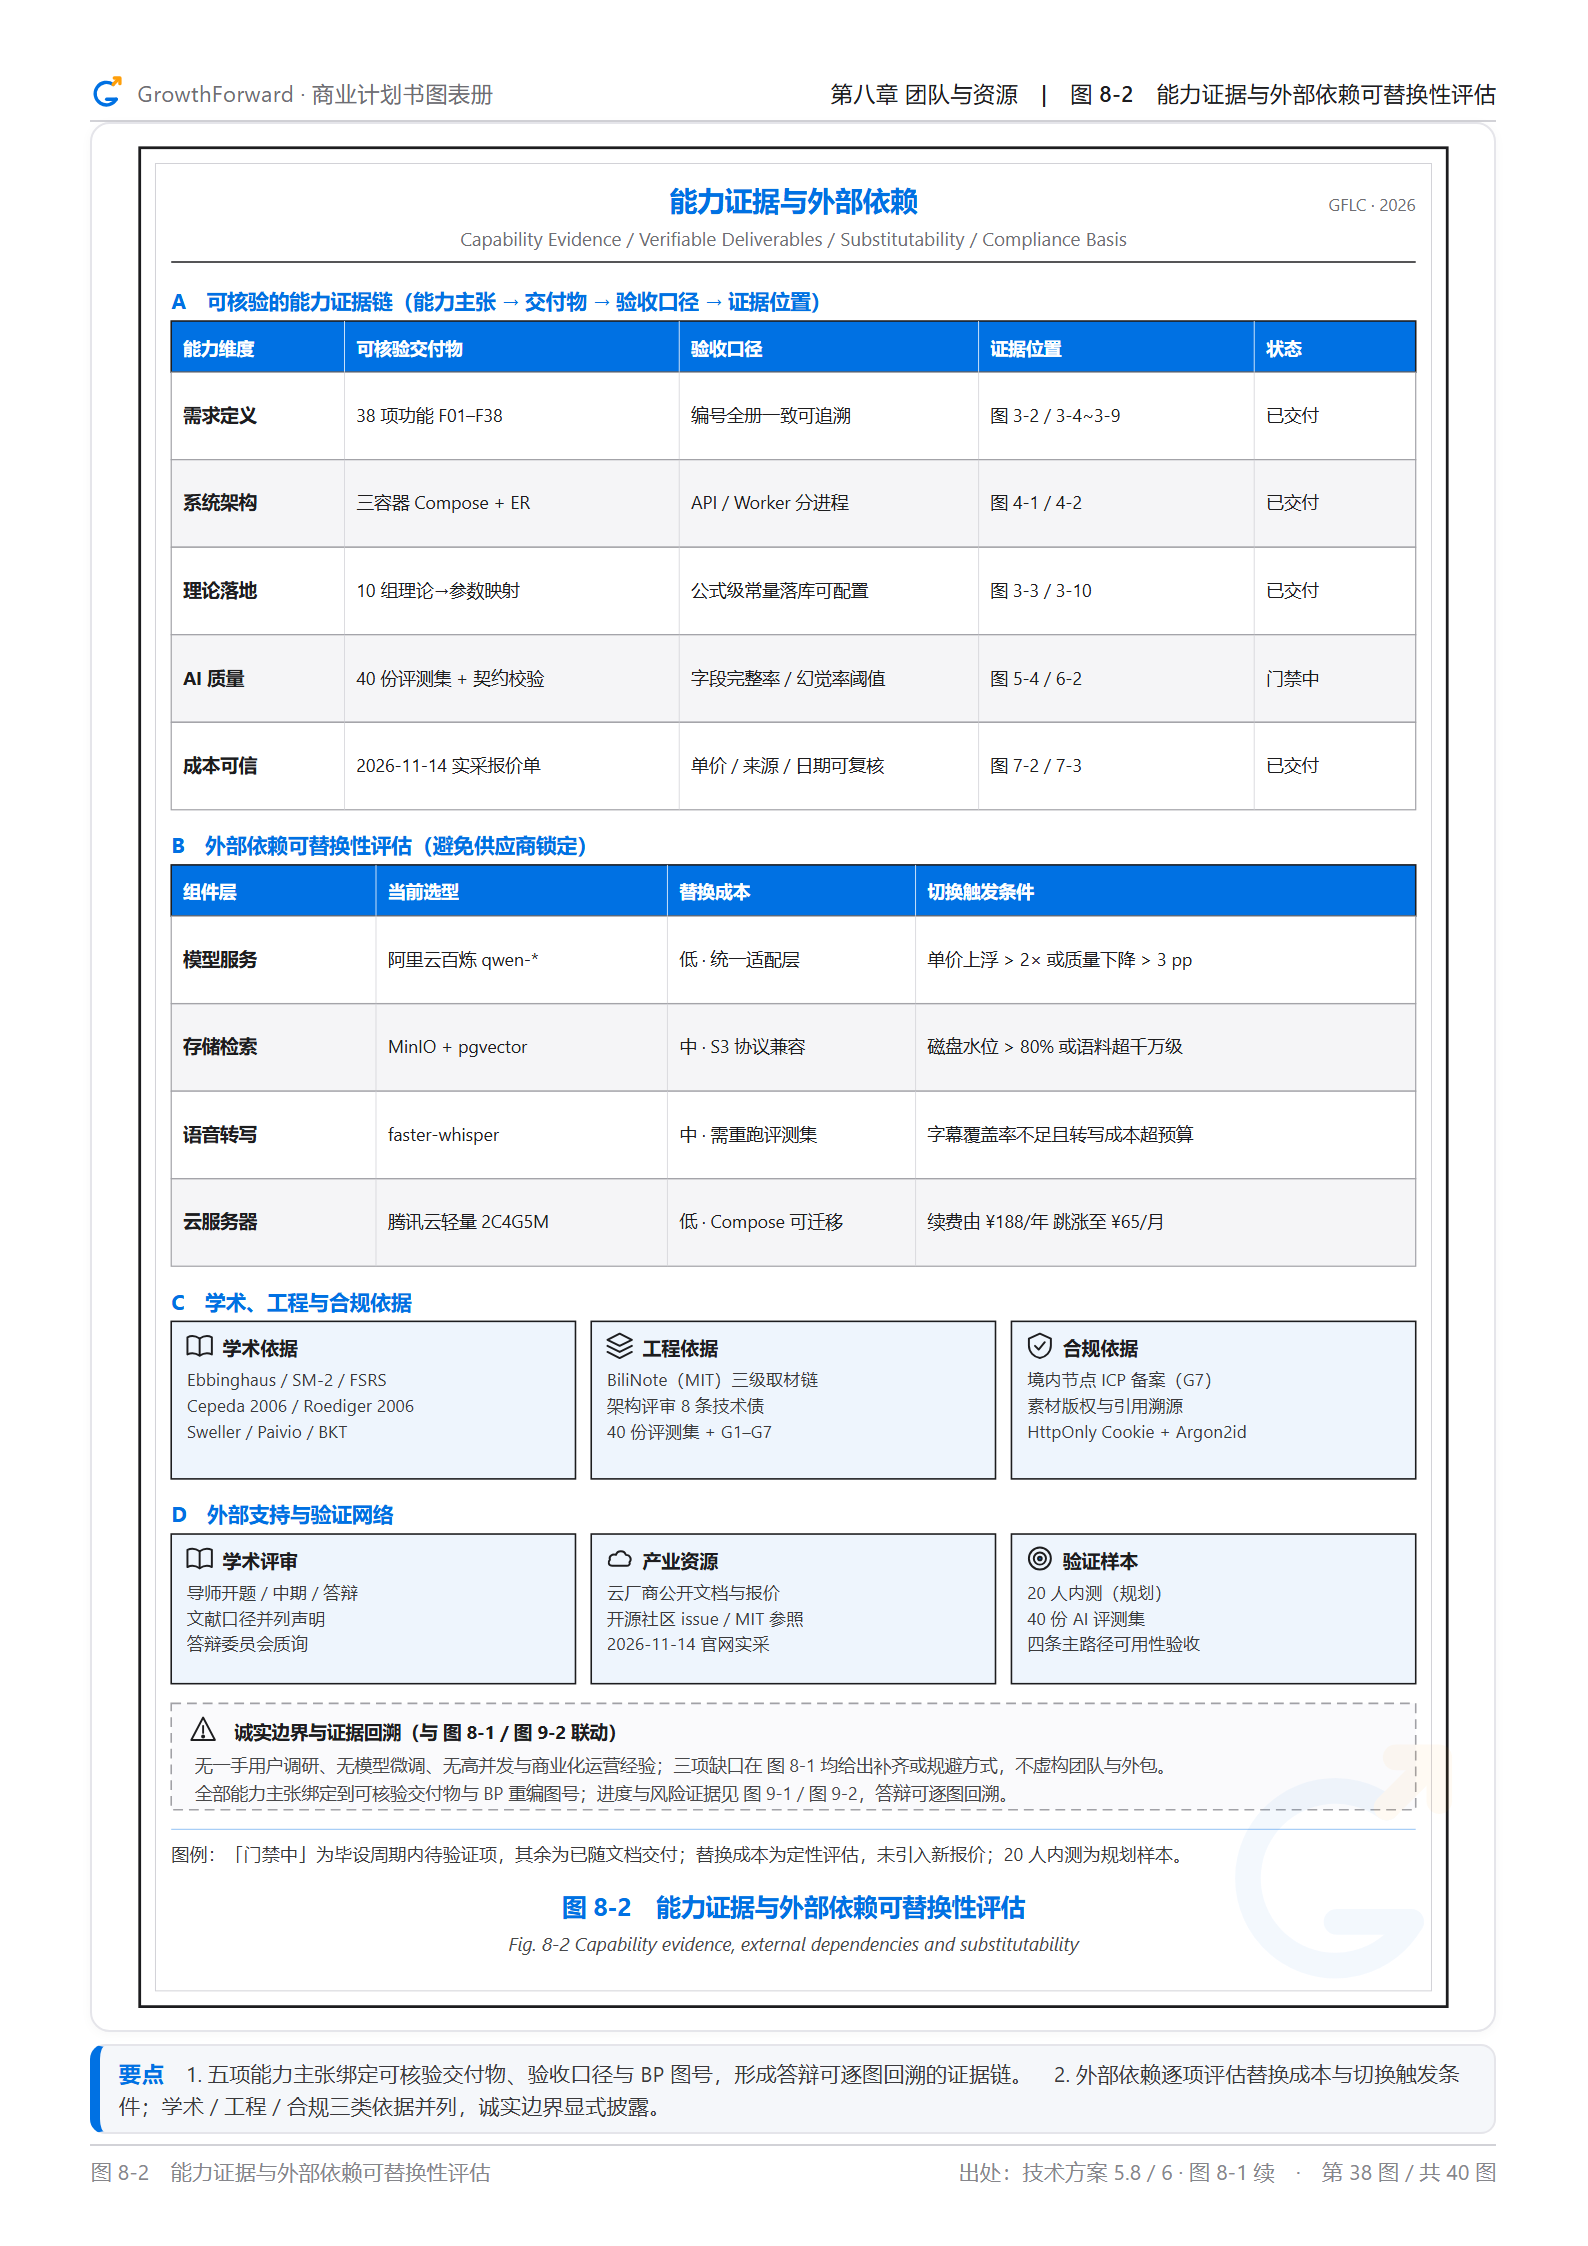 GrowthForward · 商业计划书图表册
第八章 团队与资源 | 图 8-2 能力证据与外部依赖可替换性评估
能力证据与外部依赖
GFLC · 2026
Capability Evidence / Verifiable Deliverables / Substitutability / Compliance Basis
A 可核验的能力证据链（能力主张 → 交付物 → 验收口径 → 证据位置）
能力维度 可核验交付物 验收口径 证据位置 状态
需求定义 38 项功能 F01–F38 编号全册一致可追溯 图 3-2 / 3-4~3-9 已交付
系统架构 三容器 Compose + ER API / Worker 分进程 图 4-1 / 4-2 已交付
理论落地 10 组理论→参数映射 公式级常量落库可配置 图 3-3 / 3-10 已交付
AI 质量 40 份评测集 + 契约校验 字段完整率 / 幻觉率阈值 图 5-4 / 6-2 门禁中
成本可信 2026-11-14 实采报价单 单价 / 来源 / 日期可复核 图 7-2 / 7-3 已交付
B 外部依赖可替换性评估（避免供应商锁定）
组件层 当前选型 替换成本 切换触发条件
模型服务 阿里云百炼 qwen-* 低 · 统一适配层 单价上浮 > 2× 或质量下降 > 3 pp
存储检索 MinIO + pgvector 中 · S3 协议兼容 磁盘水位 > 80% 或语料超千万级
语音转写 faster-whisper 中 · 需重跑评测集 字幕覆盖率不足且转写成本超预算
云服务器 腾讯云轻量 2C4G5M 低 · Compose 可迁移 续费由 ¥188/年 跳涨至 ¥65/月
C 学术、工程与合规依据
学术依据
Ebbinghaus / SM-2 / FSRS
Cepeda 2006 / Roediger 2006
Sweller / Paivio / BKT
工程依据
BiliNote（MIT）三级取材链
架构评审 8 条技术债
40 份评测集 + G1–G7
合规依据
境内节点 ICP 备案（G7）
素材版权与引用溯源
HttpOnly Cookie + Argon2id
D 外部支持与验证网络
学术评审
导师开题 / 中期 / 答辩
文献口径并列声明
答辩委员会质询
产业资源
云厂商公开文档与报价
开源社区 issue / MIT 参照
2026-11-14 官网实采
验证样本
20 人内测（规划）
40 份 AI 评测集
四条主路径可用性验收
诚实边界与证据回溯（与 图 8-1 / 图 9-2 联动）
无一手用户调研、无模型微调、无高并发与商业化运营经验；三项缺口在 图 8-1 均给出补齐或规避方式，不虚构团队与外包。
全部能力主张绑定到可核验交付物与 BP 重编图号；进度与风险证据见 图 9-1 / 图 9-2，答辩可逐图回溯。
图例：「门禁中」为毕设周期内待验证项，其余为已随文档交付；替换成本为定性评估，未引入新报价；20 人内测为规划样本。
图 8-2 能力证据与外部依赖可替换性评估
Fig. 8-2 Capability evidence, external dependencies and substitutability
要点 1. 五项能力主张绑定可核验交付物、验收口径与 BP 图号，形成答辩可逐图回溯的证据链。 2. 外部依赖逐项评估替换成本与切换触发条
件；学术 / 工程 / 合规三类依据并列，诚实边界显式披露。
图 8-2 能力证据与外部依赖可替换性评估
出处：技术方案 5.8 / 6 · 图 8-1 续 · 第 38 图 / 共 40 图